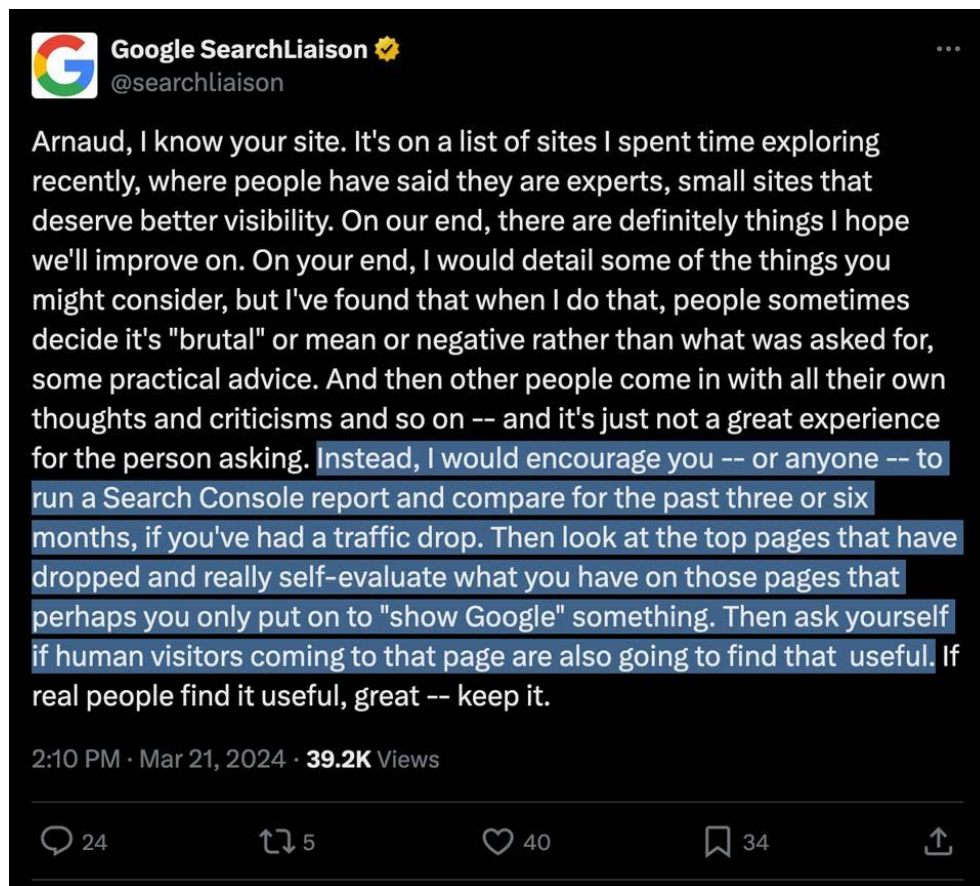 Google SearchLiaison
@searchliaison
Arnaud, I know your site. It's on a list of sites I spent time exploring
recently, where people have said they are experts, small sites that
deserve better visibility. On our end, there are definitely things I hope
we'll improve on. On your end, I would detail some of the things you
might consider, but I've found that when I do that, people sometimes
decide it's "brutal" or mean or negative rather than what was asked for,
some practical advice. And then other people come in with all their own
thoughts and criticisms and so on -- and it's just not a great experience
for the person asking. Instead, I would encourage you -- or anyone -- to
run a Search Console report and compare for the past three or six
months, if you've had a traffic drop. Then look at the top pages that have
dropped and really self-evaluate what you have on those pages that
perhaps you only put on to "show Google" something. Then ask yourself
if human visitors coming to that page are also going to find that  useful. If
real people find it useful, great -- keep it.
2:10 PM · Mar 21, 2024 · 39.2K Views
24 5 40 34